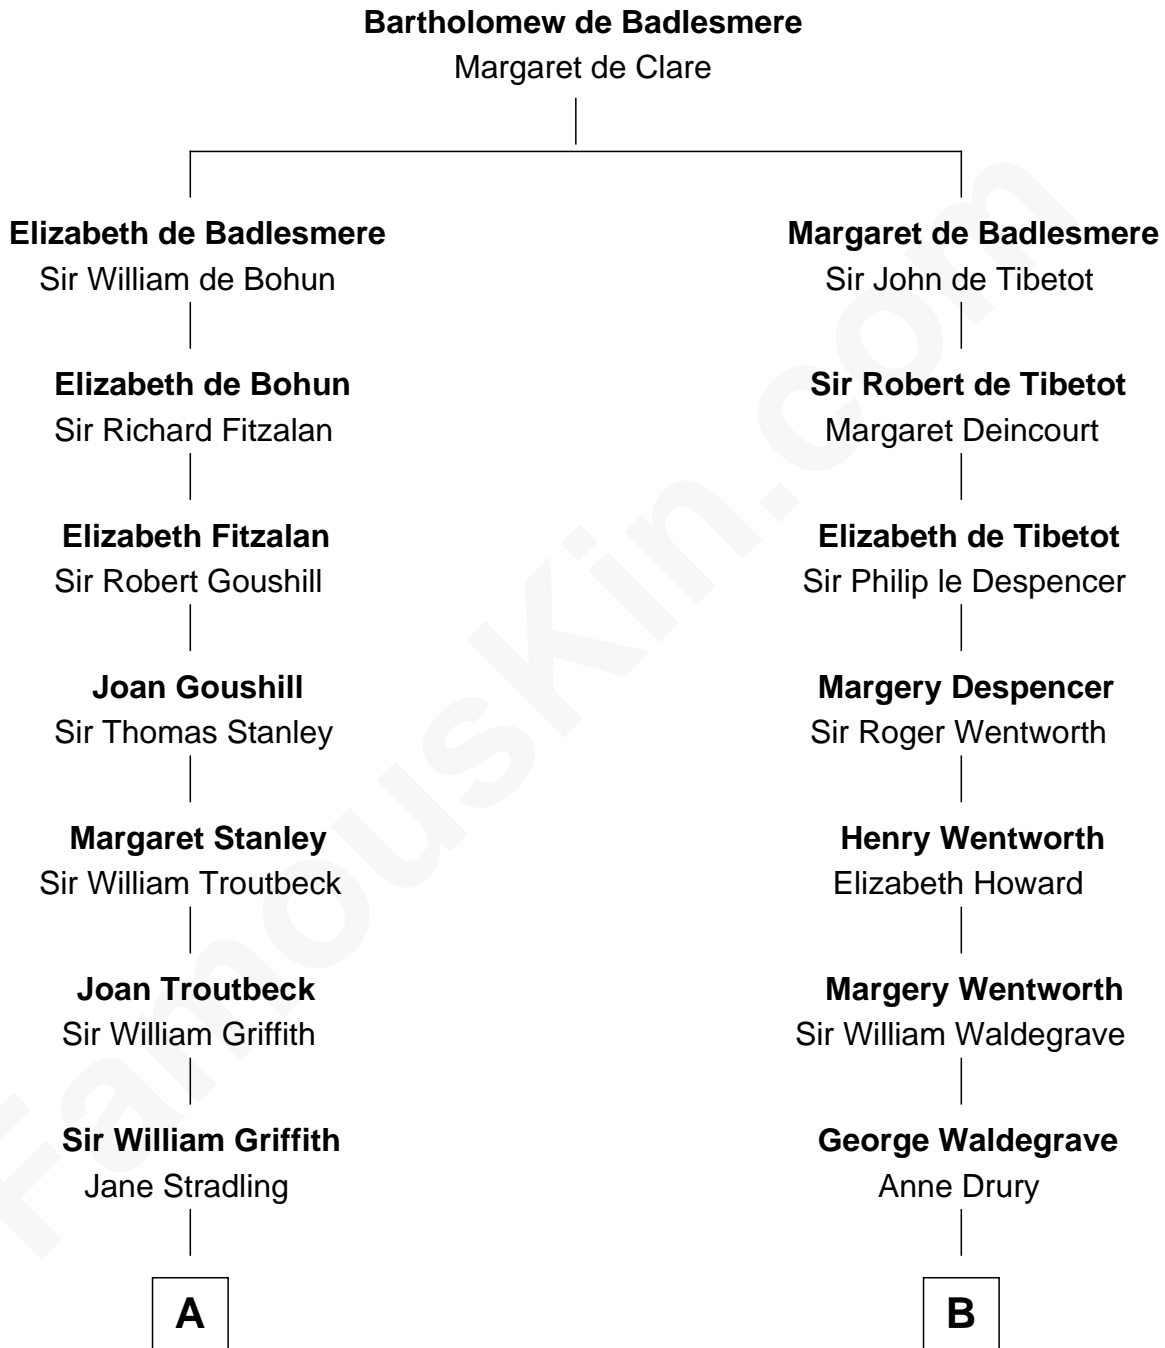 Bartholomew de Badlesmere
Margaret de Clare
Elizabeth de Badlesmere
Sir William de Bohun
Elizabeth de Bohun
Sir Richard Fitzalan
Elizabeth Fitzalan
Sir Robert Goushill
Joan Goushill
Sir Thomas Stanley
Margaret Stanley
Sir William Troutbeck
Joan Troutbeck
Sir William Griffith
Sir William Griffith
Jane Stradling
A
Margaret de Badlesmere
Sir John de Tibetot
Sir Robert de Tibetot
Margaret Deincourt
Elizabeth de Tibetot
Sir Philip le Despencer
Margery Despencer
Sir Roger Wentworth
Henry Wentworth
Elizabeth Howard
Margery Wentworth
Sir William Waldegrave
George Waldegrave
Anne Drury
B
FamousKin.com